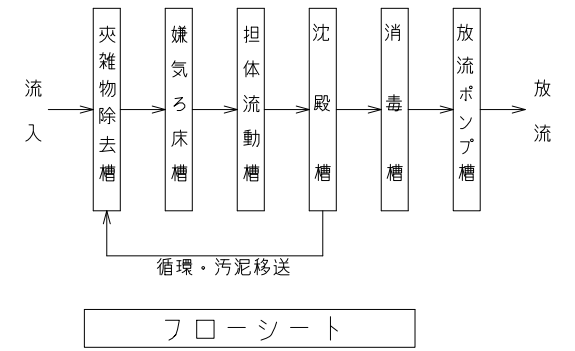 流入
夾雑物除去槽
嫌気ろ床槽
担体流動槽
沈殿槽
消毒槽
放流ポンプ槽
放流
循環・汚泥移送
フローシート